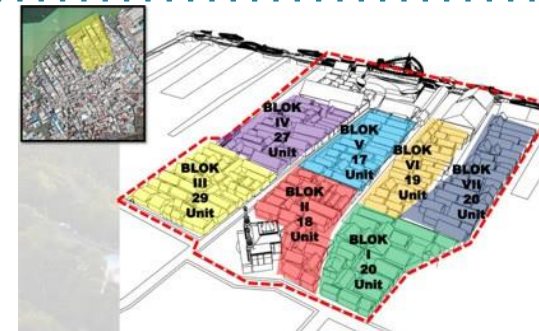 BLOK
IV
27
Unit
BLOK
V
17
Unit
BLOK
VI
19
Unit
BLOK
VII
20
Unit
BLOK
III
29
Unit
BLOK
II
18
Unit
BLOK
I
20
Unit